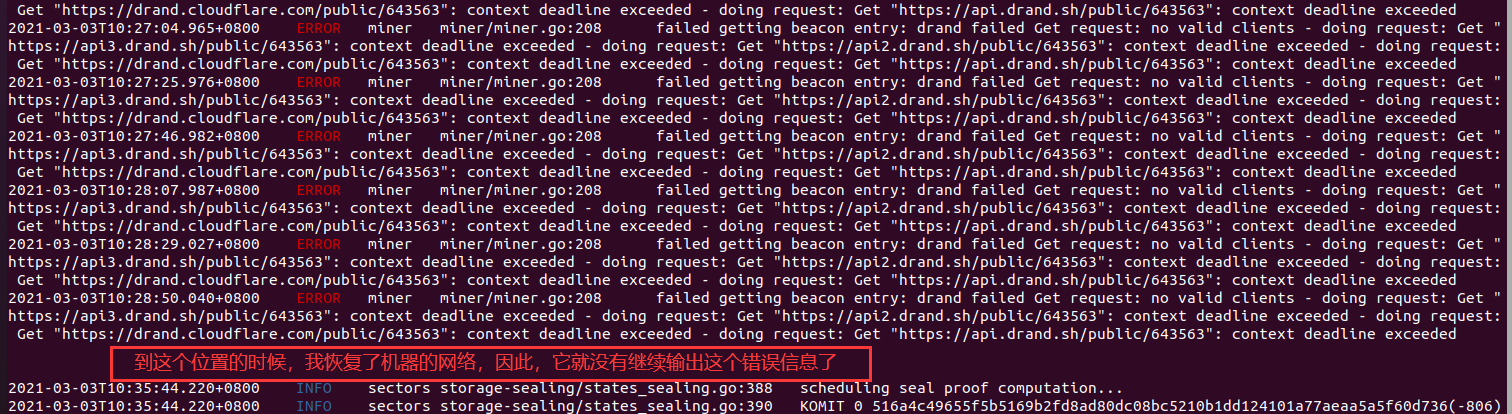 Get "https://drand.cloudflare.com/public/643563": context deadline exceeded - doing request: Get "https://api.drand.sh/public/643563": context deadline exceeded
2021-03-03T10:27:04.965+0800 ERROR miner miner/miner.go:208 failed getting beacon entry: drand failed Get request: no valid clients - doing request: Get "
https://api3.drand.sh/public/643563": context deadline exceeded - doing request: Get "https://api2.drand.sh/public/643563": context deadline exceeded - doing request:
Get "https://drand.cloudflare.com/public/643563": context deadline exceeded - doing request: Get "https://api.drand.sh/public/643563": context deadline exceeded
2021-03-03T10:27:25.976+0800 ERROR miner miner/miner.go:208 failed getting beacon entry: drand failed Get request: no valid clients - doing request: Get "
https://api3.drand.sh/public/643563": context deadline exceeded - doing request: Get "https://api2.drand.sh/public/643563": context deadline exceeded - doing request:
Get "https://drand.cloudflare.com/public/643563": context deadline exceeded - doing request: Get "https://api.drand.sh/public/643563": context deadline exceeded
2021-03-03T10:27:46.982+0800 ERROR miner miner/miner.go:208 failed getting beacon entry: drand failed Get request: no valid clients - doing request: Get "
https://api3.drand.sh/public/643563": context deadline exceeded - doing request: Get "https://api2.drand.sh/public/643563": context deadline exceeded - doing request:
Get "https://drand.cloudflare.com/public/643563": context deadline exceeded - doing request: Get "https://api.drand.sh/public/643563": context deadline exceeded
2021-03-03T10:28:07.987+0800 ERROR miner miner/miner.go:208 failed getting beacon entry: drand failed Get request: no valid clients - doing request: Get "
https://api3.drand.sh/public/643563": context deadline exceeded - doing request: Get "https://api2.drand.sh/public/643563": context deadline exceeded - doing request:
Get "https://drand.cloudflare.com/public/643563": context deadline exceeded - doing request: Get "https://api.drand.sh/public/643563": context deadline exceeded
2021-03-03T10:28:29.027+0800 ERROR miner miner/miner.go:208 failed getting beacon entry: drand failed Get request: no valid clients - doing request: Get "
https://api3.drand.sh/public/643563": context deadline exceeded - doing request: Get "https://api2.drand.sh/public/643563": context deadline exceeded - doing request:
Get "https://drand.cloudflare.com/public/643563": context deadline exceeded - doing request: Get "https://api.drand.sh/public/643563": context deadline exceeded
2021-03-03T10:28:50.040+0800 ERROR miner miner/miner.go:208 failed getting beacon entry: drand failed Get request: no valid clients - doing request: Get "
https://api3.drand.sh/public/643563": context deadline exceeded - doing request: Get "https://api2.drand.sh/public/643563": context deadline exceeded - doing request:
Get "https://drand.cloudflare.com/public/643563": context deadline exceeded - doing request: Get "https://api.drand.sh/public/643563": context deadline exceeded
到这个位置的时候，我恢复了机器的网络，因此，它就没有继续输出这个错误信息了
2021-03-03T10:35:44.220+0800 INFO sectors storage-sealing/states_sealing.go:388 scheduling seal proof computation...
2021-03-03T10:35:44.220+0800 INFO sectors storage-sealing/states_sealing.go:390 KOMIT 0 516a4c49655f5b5169b2fd8ad80dc08bc5210b1dd124101a77aeaa5a5f60d736(-806)